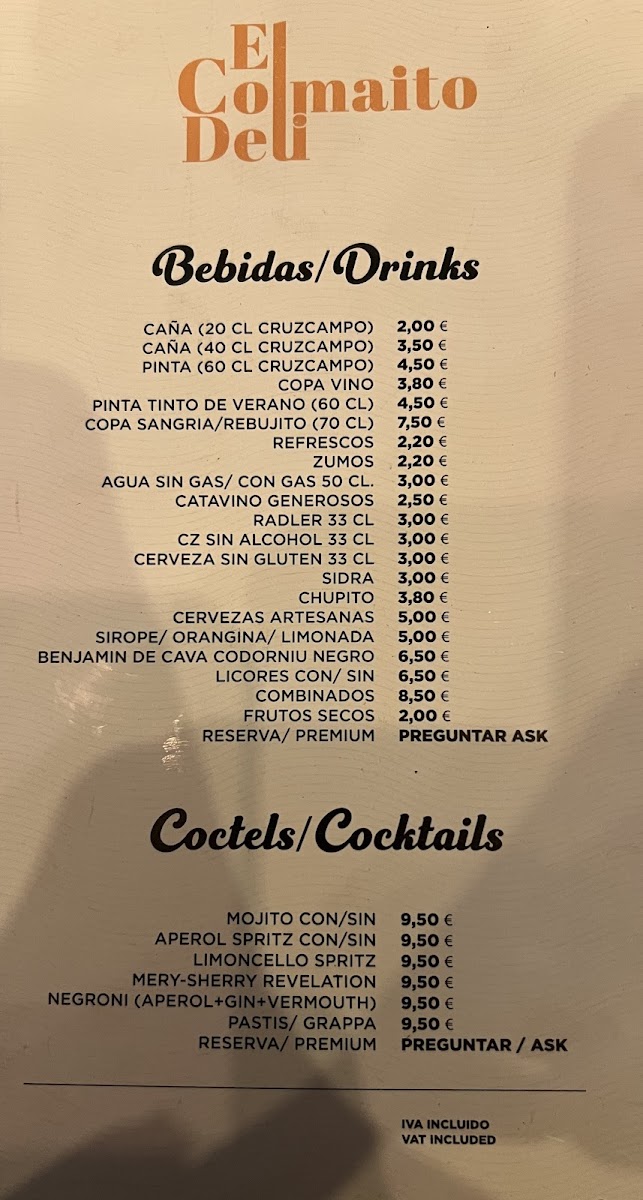 El
Colmaito
Deli
Bebidas/Drinks
CAÑA (20 CL CRUZCAMPO) 2,00 €
CAÑA (40 CL CRUZCAMPO) 3,50 €
PINTA (60 CL CRUZCAMPO) 4,50 €
COPA VINO 3,80 €
PINTA TINTO DE VERANO (60 CL) 4,50 €
COPA SANGRIA/REBUJITO (70 CL) 7,50 €
REFRESCOS 2,20 €
ZUMOS 2,20 €
AGUA SIN GAS/ CON GAS 50 CL. 3,00 €
CATAVINO GENEROSOS 2,50 €
RADLER 33 CL 3,00 €
CZ SIN ALCOHOL 33 CL 3,00 €
CERVEZA SIN GLUTEN 33 CL 3,00 €
SIDRA 3,00 €
CHUPITO 3,80 €
CERVEZAS ARTESANAS 5,00 €
SIROPE/ ORANGINA/ LIMONADA 5,00 €
BENJAMIN DE CAVA CODORNIU NEGRO 6,50 €
LICORES CON/ SIN 6,50 €
COMBINADOS 8,50 €
FRUTOS SECOS 2,00 €
RESERVA/ PREMIUM PREGUNTAR ASK
Coctels/Cocktails
MOJITO CON/SIN 9,50 €
APEROL SPRITZ CON/SIN 9,50 €
LIMONCELLO SPRITZ 9,50 €
MERY-SHERRY REVELATION 9,50 €
NEGRONI (APEROL+GIN+VERMOUTH) 9,50 €
PASTIS/ GRAPPA 9,50 €
RESERVA/ PREMIUM PREGUNTAR / ASK
IVA INCLUIDO
VAT INCLUDED